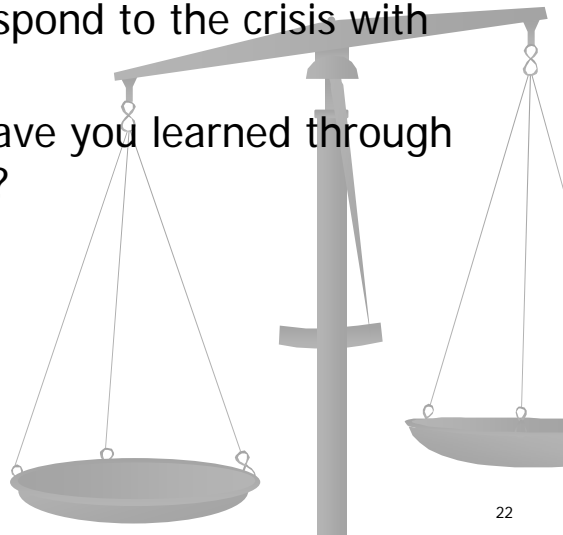 spond to the crisis with
ave you learned through
?
22